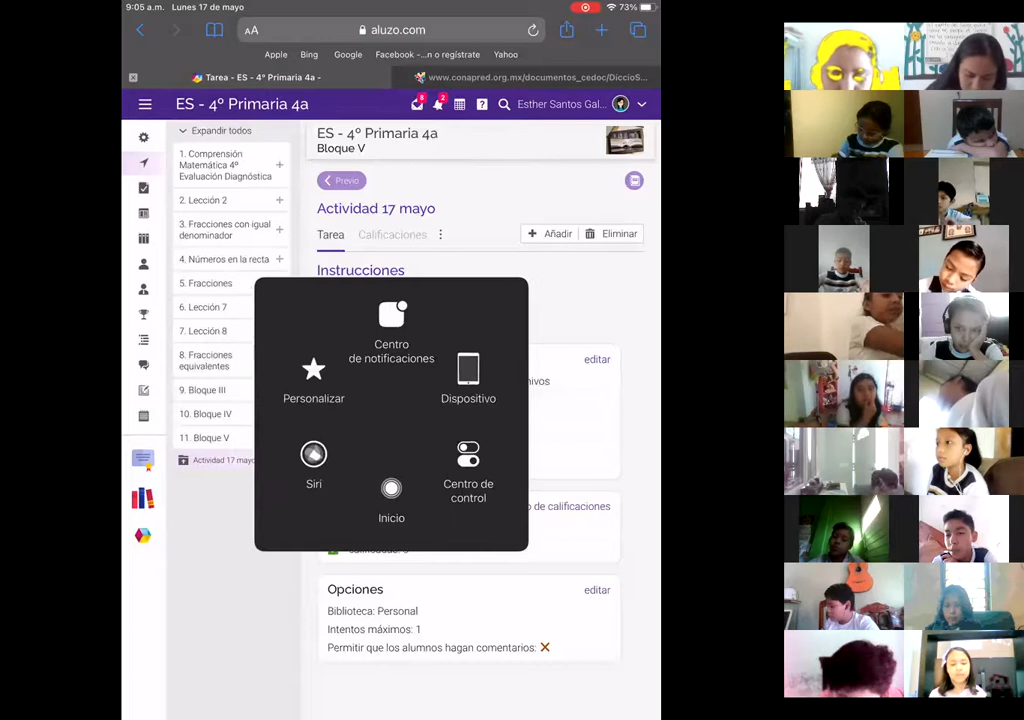 9:05 a.m. Lunes 17 de mayo
73%
AA
aluzo.com
Apple Bing Google Facebook -...n o regístrate Yahoo
Tarea - ES - 4º Primaria 4a -
www.conapred.org.mx/documentos_cedoc/DiccioS...
ES - 4º Primaria 4a
8
2
?
Esther Santos Gal...
Expandir todos
1. Comprensión
Matemática 4º
Evaluación Diagnóstica
2. Lección 2
3. Fracciones con igual
denominador
4. Números en la recta
5. Fracciones
6. Lección 7
7. Lección 8
8. Fracciones
equivalentes
9. Bloque III
10. Bloque IV
11. Bloque V
Actividad 17 mayo
ES - 4º Primaria 4a
Bloque V
Previo
Actividad 17 mayo
Tarea Calificaciones
Añadir Eliminar
Instrucciones
editar
Centro
de notificaciones
Personalizar
Dispositivo
Siri
Centro de
control
Inicio
o de calificaciones
Opciones
editar
Biblioteca: Personal
Intentos máximos: 1
Permitir que los alumnos hagan comentarios: